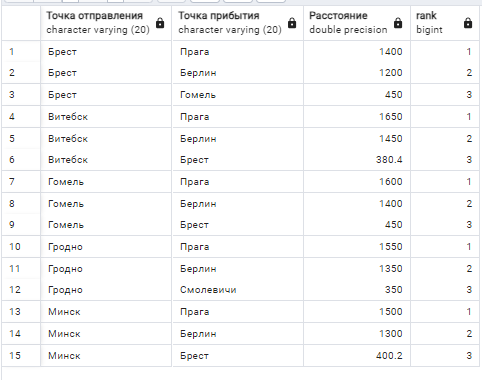 Точка отправления Точка прибытия Расстояние rank
character varying (20) character varying (20) double precision bigint
1 Брест Прага 1400 1
2 Брест Берлин 1200 2
3 Брест Гомель 450 3
4 Витебск Прага 1650 1
5 Витебск Берлин 1450 2
6 Витебск Брест 380.4 3
7 Гомель Прага 1600 1
8 Гомель Берлин 1400 2
9 Гомель Брест 450 3
10 Гродно Прага 1550 1
11 Гродно Берлин 1350 2
12 Гродно Смолевичи 350 3
13 Минск Прага 1500 1
14 Минск Берлин 1300 2
15 Минск Брест 400.2 3